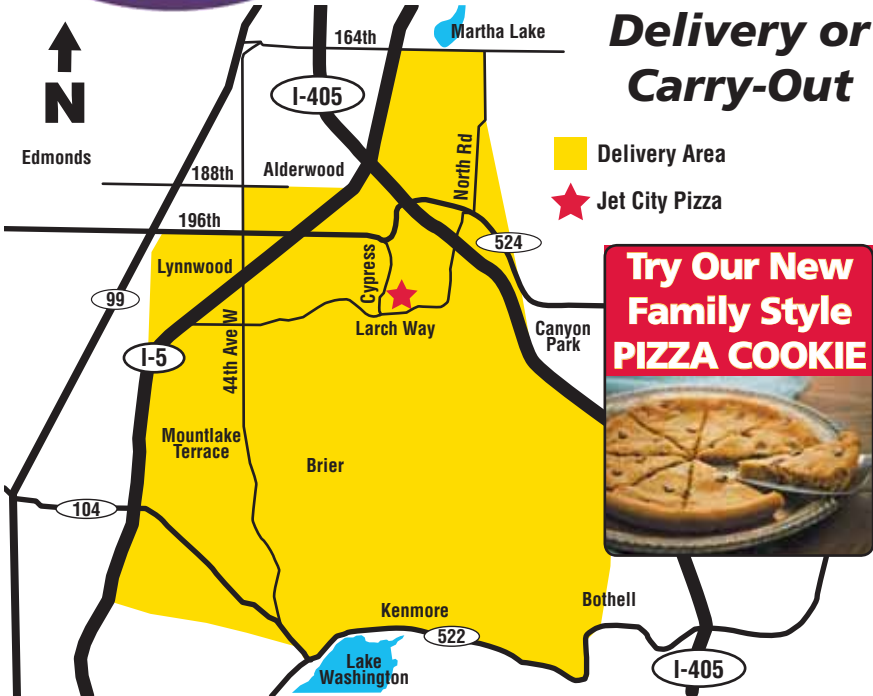 Delivery or
Carry-Out
164th
Martha Lake
N
I-405
Edmonds
188th
Alderwood
North Rd
Delivery Area
Jet City Pizza
196th
524
Lynnwood
Cypress
99
Larch Way
Canyon
Park
I-5
44th Ave W
Try Our New
Family Style
PIZZA COOKIE
Mountlake
Terrace
Brier
104
Kenmore
Bothell
522
Lake
Washington
I-405